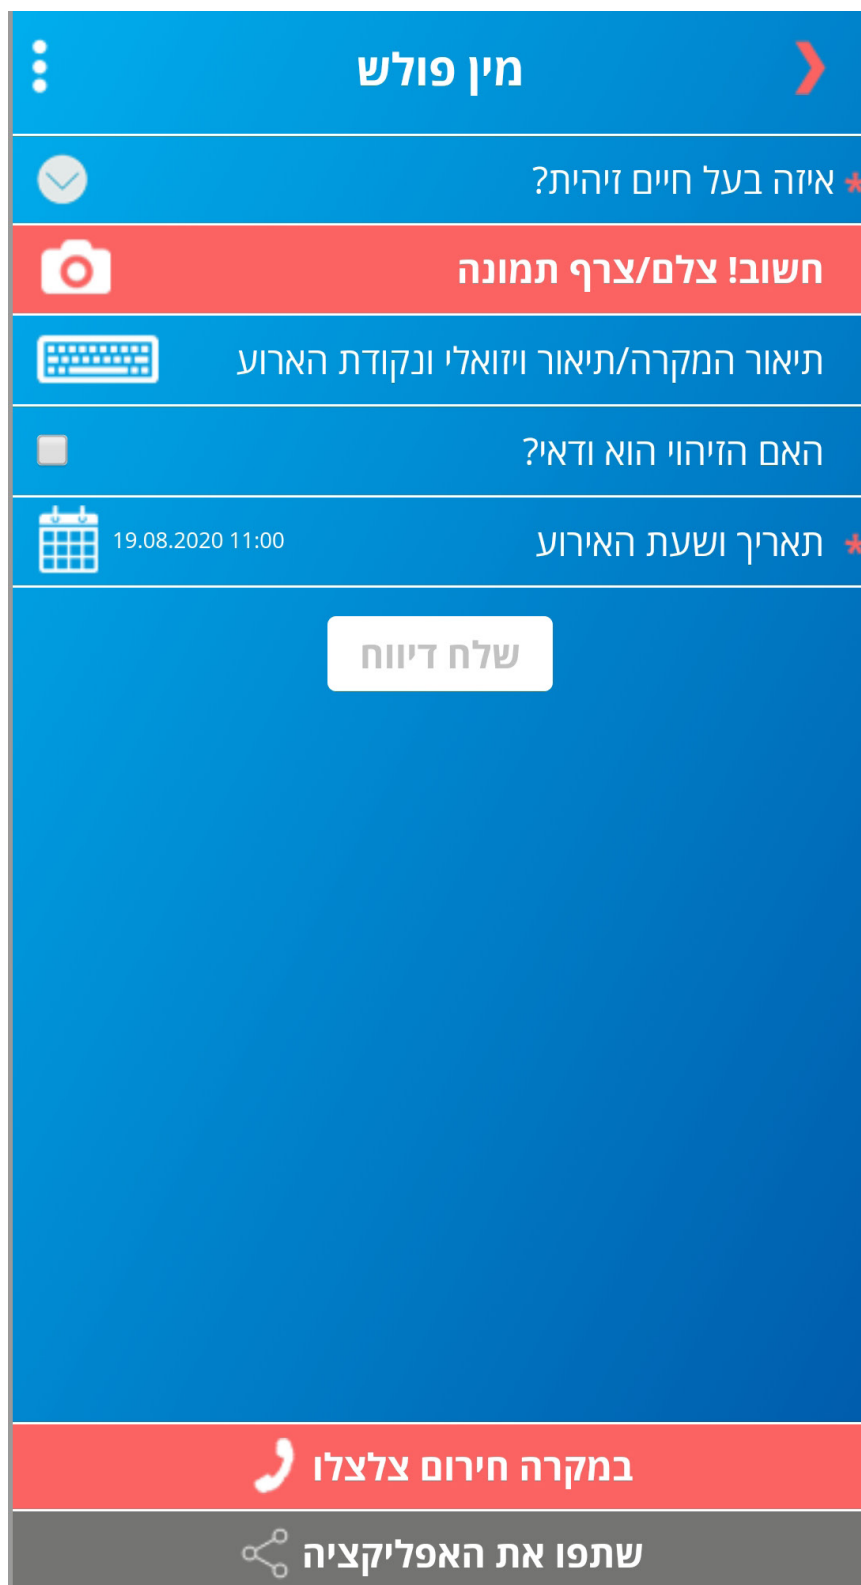 מין פולש
* איזה בעל חיים זיהית?
חשוב! צלם/צרף תמונה
תיאור המקרה/תיאור ויזואלי ונקודת הארוע
האם הזיהוי הוא ודאי?
* תאריך ושעת האירוע 19.08.2020 11:00
שלח דיווח
במקרה חירום צלצלו
שתפו את האפליקציה